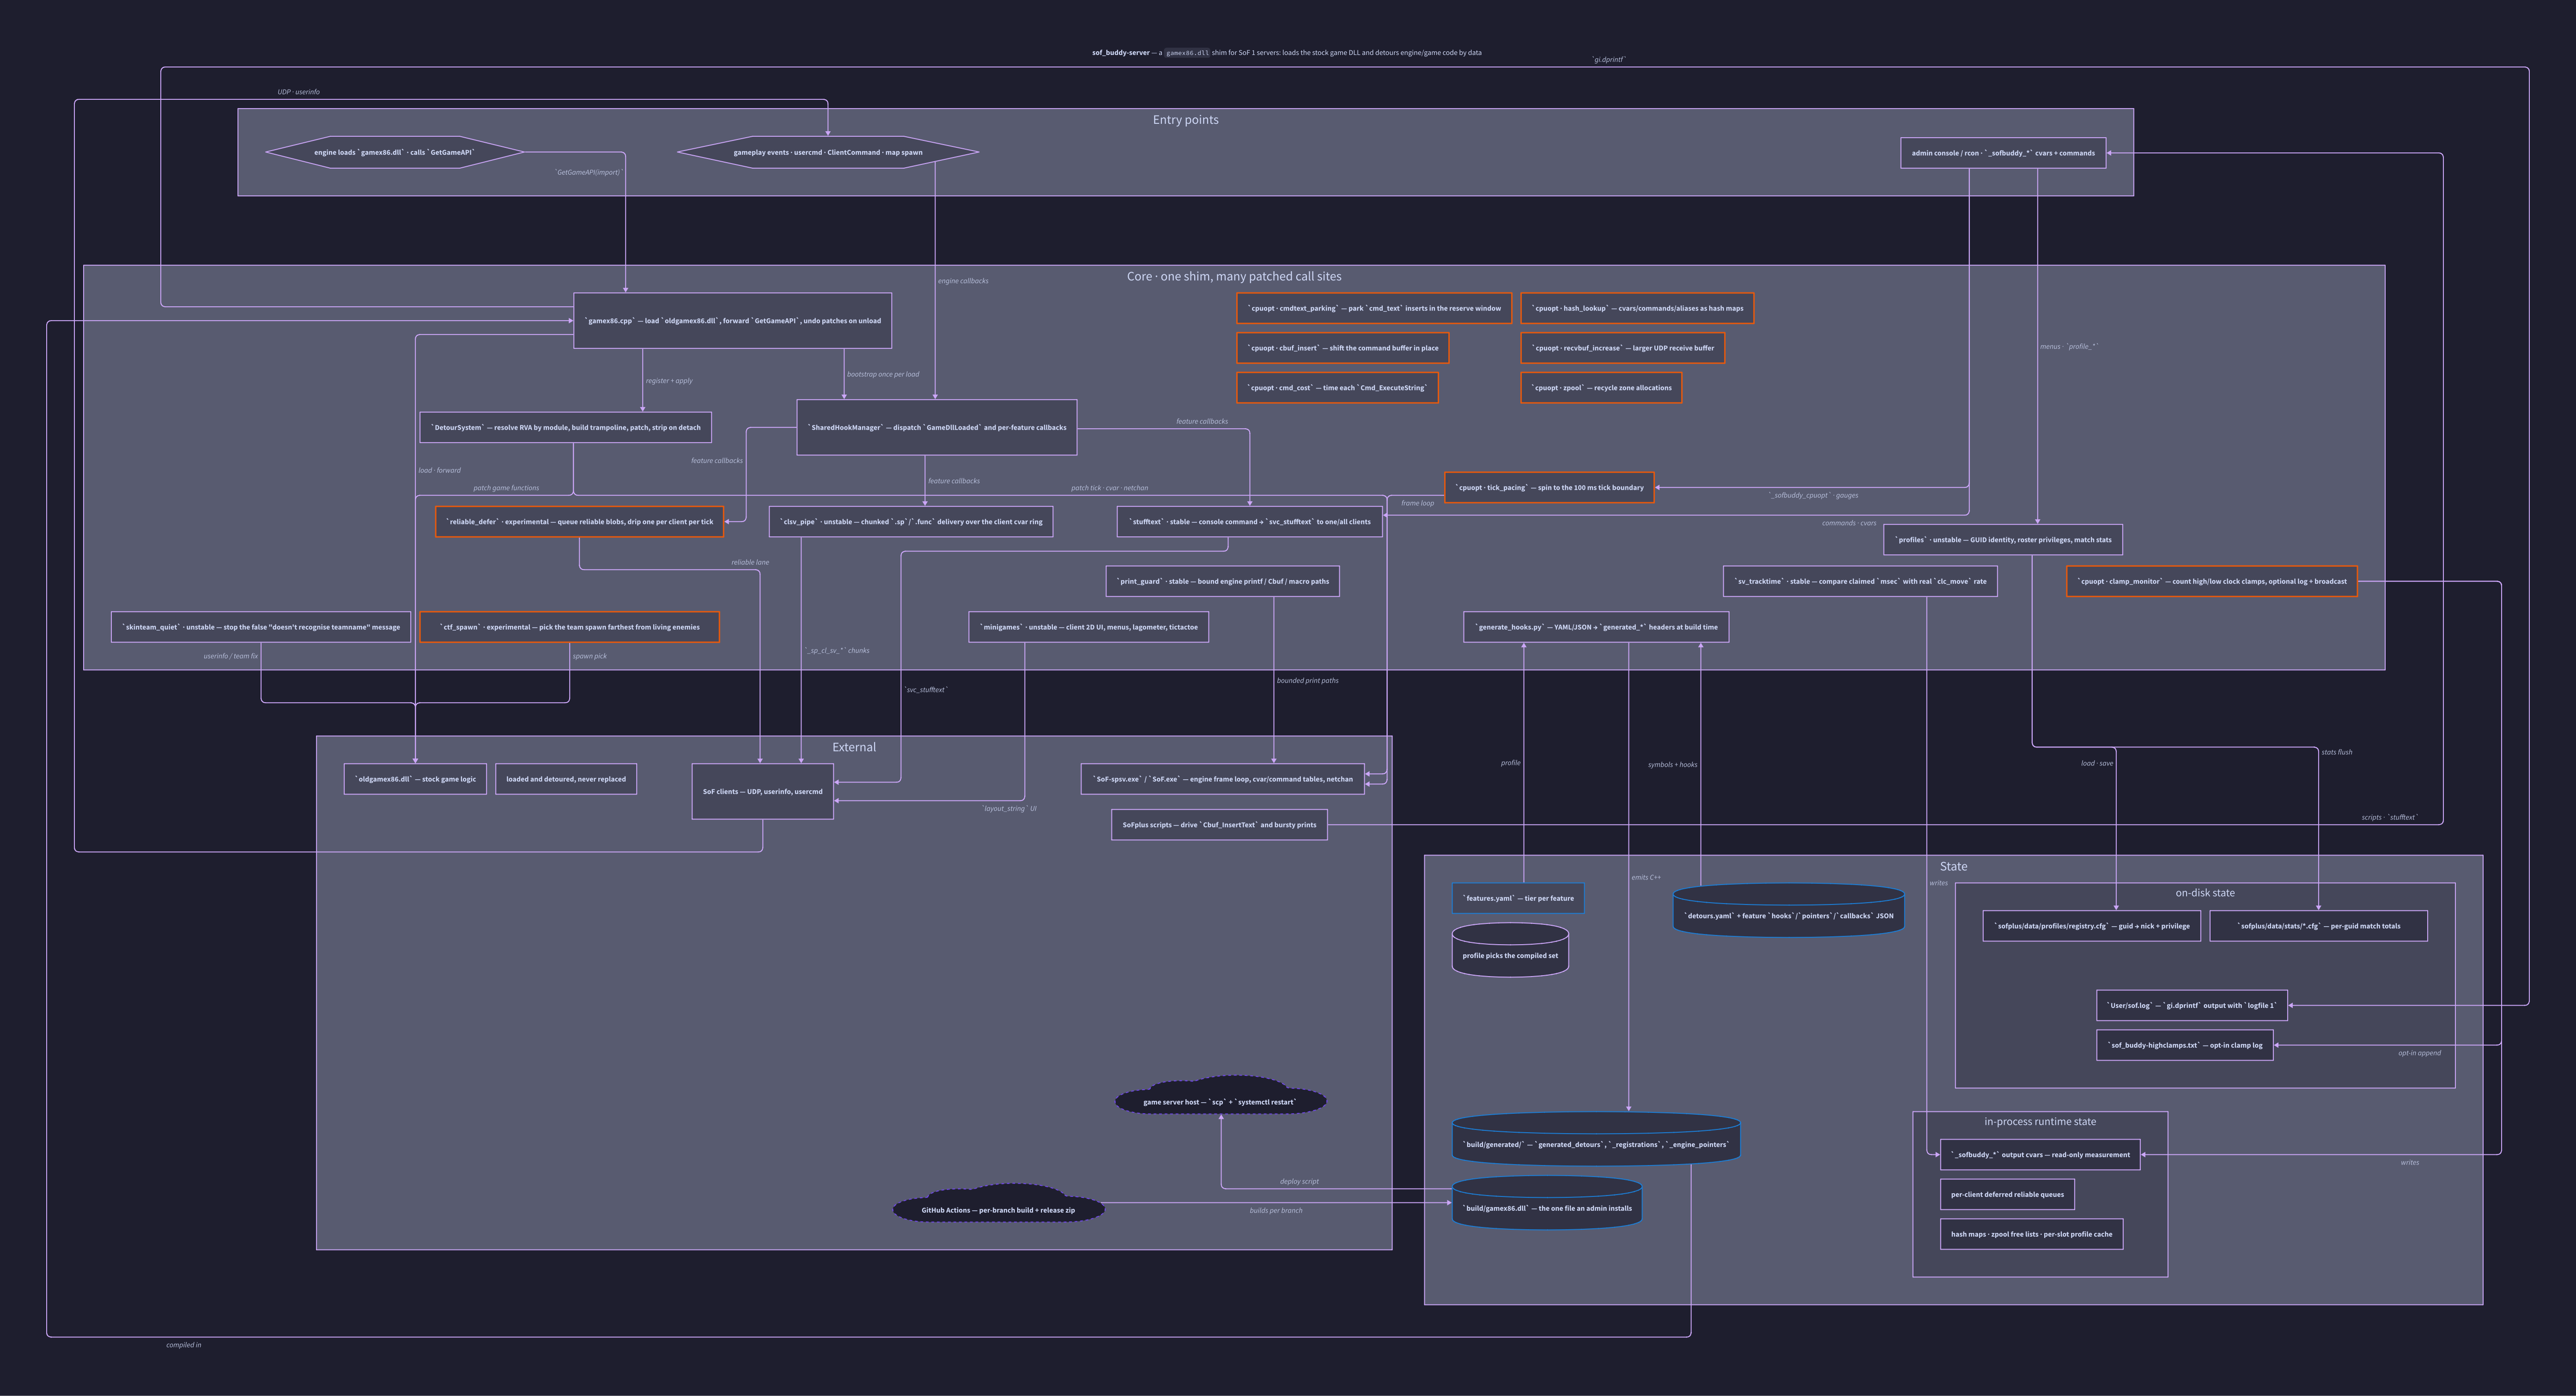 sof_buddy-server — a `gamex86.dll` shim for SoF 1 servers: loads the stock game DLL and detours engine/game code by data
`gi.dprintf`
UDP · userinfo
Entry points
engine loads `gamex86.dll` · calls `GetGameAPI`
gameplay events · usercmd · ClientCommand · map spawn
admin console / rcon · `_sofbuddy_*` cvars + commands
`GetGameAPI(import)`
Core · one shim, many patched call sites
engine callbacks
`gamex86.cpp` — load `oldgamex86.dll`, forward `GetGameAPI`, undo patches on unload
`cpuopt · cmdtext_parking` — park `cmd_text` inserts in the reserve window
`cpuopt · hash_lookup` — cvars/commands/aliases as hash maps
`cpuopt · cbuf_insert` — shift the command buffer in place
`cpuopt · recvbuf_increase` — larger UDP receive buffer
menus · `profile_*`
register + apply
bootstrap once per load
`cpuopt · cmd_cost` — time each `Cmd_ExecuteString`
`cpuopt · zpool` — recycle zone allocations
`DetourSystem` — resolve RVA by module, build trampoline, patch, strip on detach
`SharedHookManager` — dispatch `GameDllLoaded` and per-feature callbacks
feature callbacks
feature callbacks
load · forward
feature callbacks
patch game functions
patch tick · cvar · netchan
`cpuopt · tick_pacing` — spin to the 100 ms tick boundary
`_sofbuddy_cpuopt` · gauges
frame loop
`reliable_defer` · experimental — queue reliable blobs, drip one per client per tick
`clsv_pipe` · unstable — chunked `.sp`/`.func` delivery over the client cvar ring
`stufftext` · stable — console command → `svc_stufftext` to one/all clients
commands · cvars
`profiles` · unstable — GUID identity, roster privileges, match stats
reliable lane
`print_guard` · stable — bound engine printf / Cbuf / macro paths
`sv_tracktime` · stable — compare claimed `msec` with real `clc_move` rate
`cpuopt · clamp_monitor` — count high/low clock clamps, optional log + broadcast
`skinteam_quiet` · unstable — stop the false "doesn't recognise teamname" message
`ctf_spawn` · experimental — pick the team spawn farthest from living enemies
`minigames` · unstable — client 2D UI, menus, lagometer, tictactoe
`generate_hooks.py` — YAML/JSON → `generated_*` headers at build time
userinfo / team fix
spawn pick
`_sp_cl_sv_*` chunks
`svc_stufftext`
bounded print paths
External
stats flush
profile
symbols + hooks
load · save
`oldgamex86.dll` — stock game logic
loaded and detoured, never replaced
SoF clients — UDP, userinfo, usercmd
`SoF-spsv.exe` / `SoF.exe` — engine frame loop, cvar/command tables, netchan
`layout_string` UI
SoFplus scripts — drive `Cbuf_InsertText` and bursty prints
scripts · `stufftext`
State
emits C++
writes
on-disk state
`features.yaml` — tier per feature
`detours.yaml` + feature `hooks`/`pointers`/`callbacks` JSON
`sofplus/data/profiles/registry.cfg` — guid → nick + privilege
`sofplus/data/stats/*.cfg` — per-guid match totals
profile picks the compiled set
`User/sof.log` — `gi.dprintf` output with `logfile 1`
`sof_buddy-highclamps.txt` — opt-in clamp log
opt-in append
game server host — `scp` + `systemctl restart`
in-process runtime state
`build/generated/` — `generated_detours`, `_registrations`, `_engine_pointers`
`_sofbuddy_*` output cvars — read-only measurement
writes
deploy script
per-client deferred reliable queues
GitHub Actions — per-branch build + release zip
builds per branch
`build/gamex86.dll` — the one file an admin installs
hash maps · zpool free lists · per-slot profile cache
compiled in